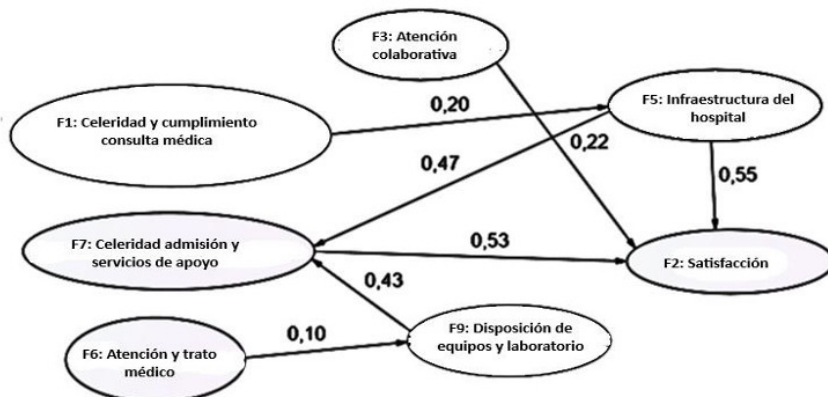 F3: Atención
colaborativa
F1: Celeridad y cumplimiento
consulta médica
0,20
F5: Infraestructura del
hospital
0,47
0,22
0,55
F7: Celeridad admisión y
servicios de apoyo
0,53
F2: Satisfacción
0,43
F6: Atención y trato
médico
0,10
F9: Disposición de
equipos y laboratorio